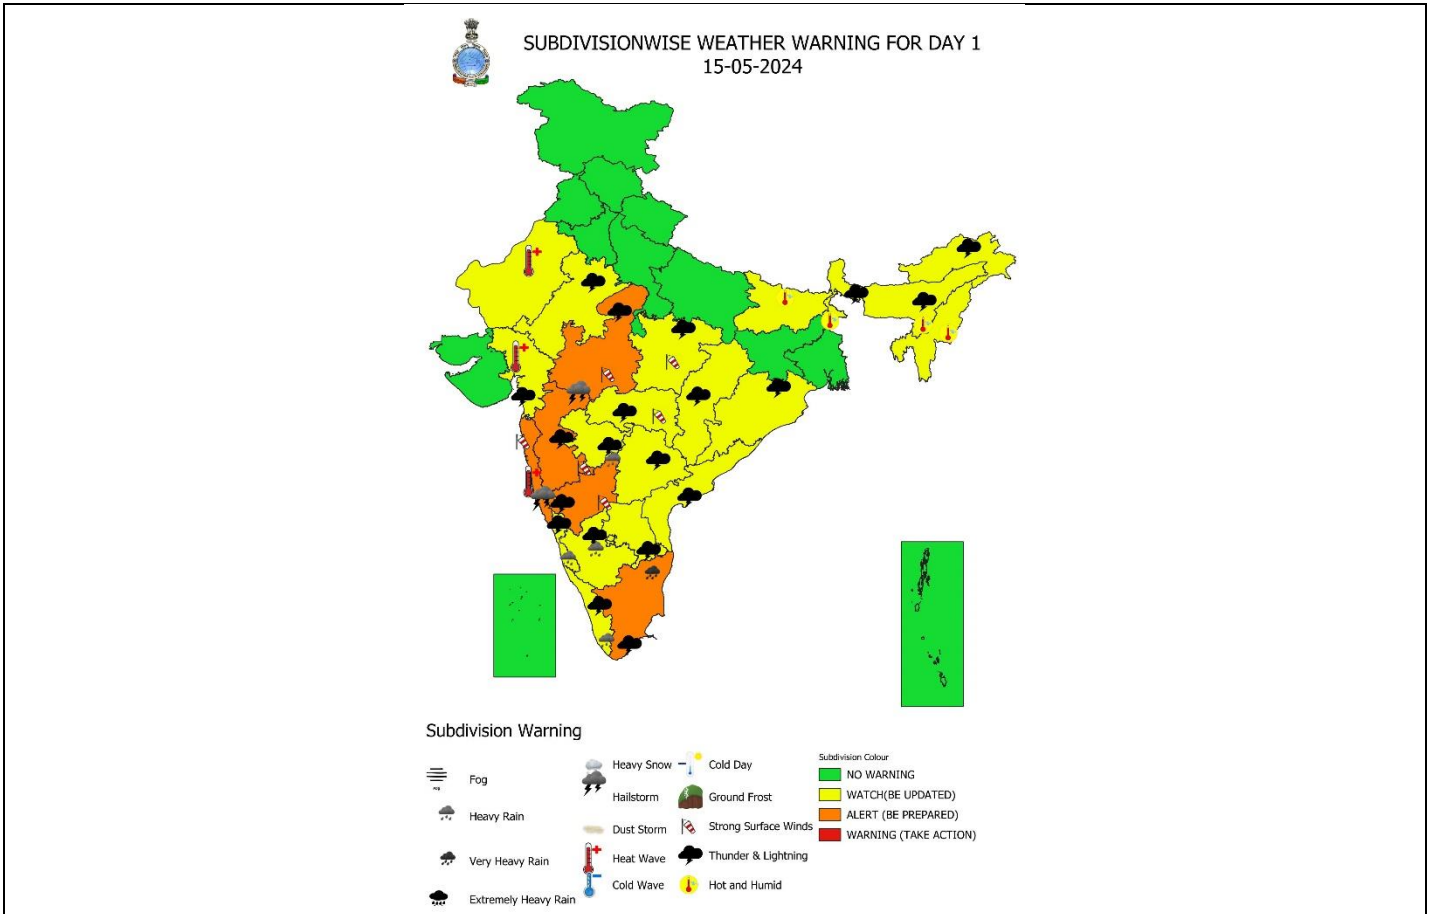 SUBDIVISIONWISE WEATHER WARNING FOR DAY 1
15-05-2024
Subdivision Warning
Fog
FOG
Heavy Rain
Very Heavy Rain
Extremely Heavy Rain
Heavy Snow
Hailstorm
Dust Storm
Heat Wave
Cold Wave
Cold Day
Ground Frost
Strong Surface Winds
Thunder & Lightning
Hot and Humid
Subdivision Colour
NO WARNING
WATCH(BE UPDATED)
ALERT (BE PREPARED)
WARNING (TAKE ACTION)